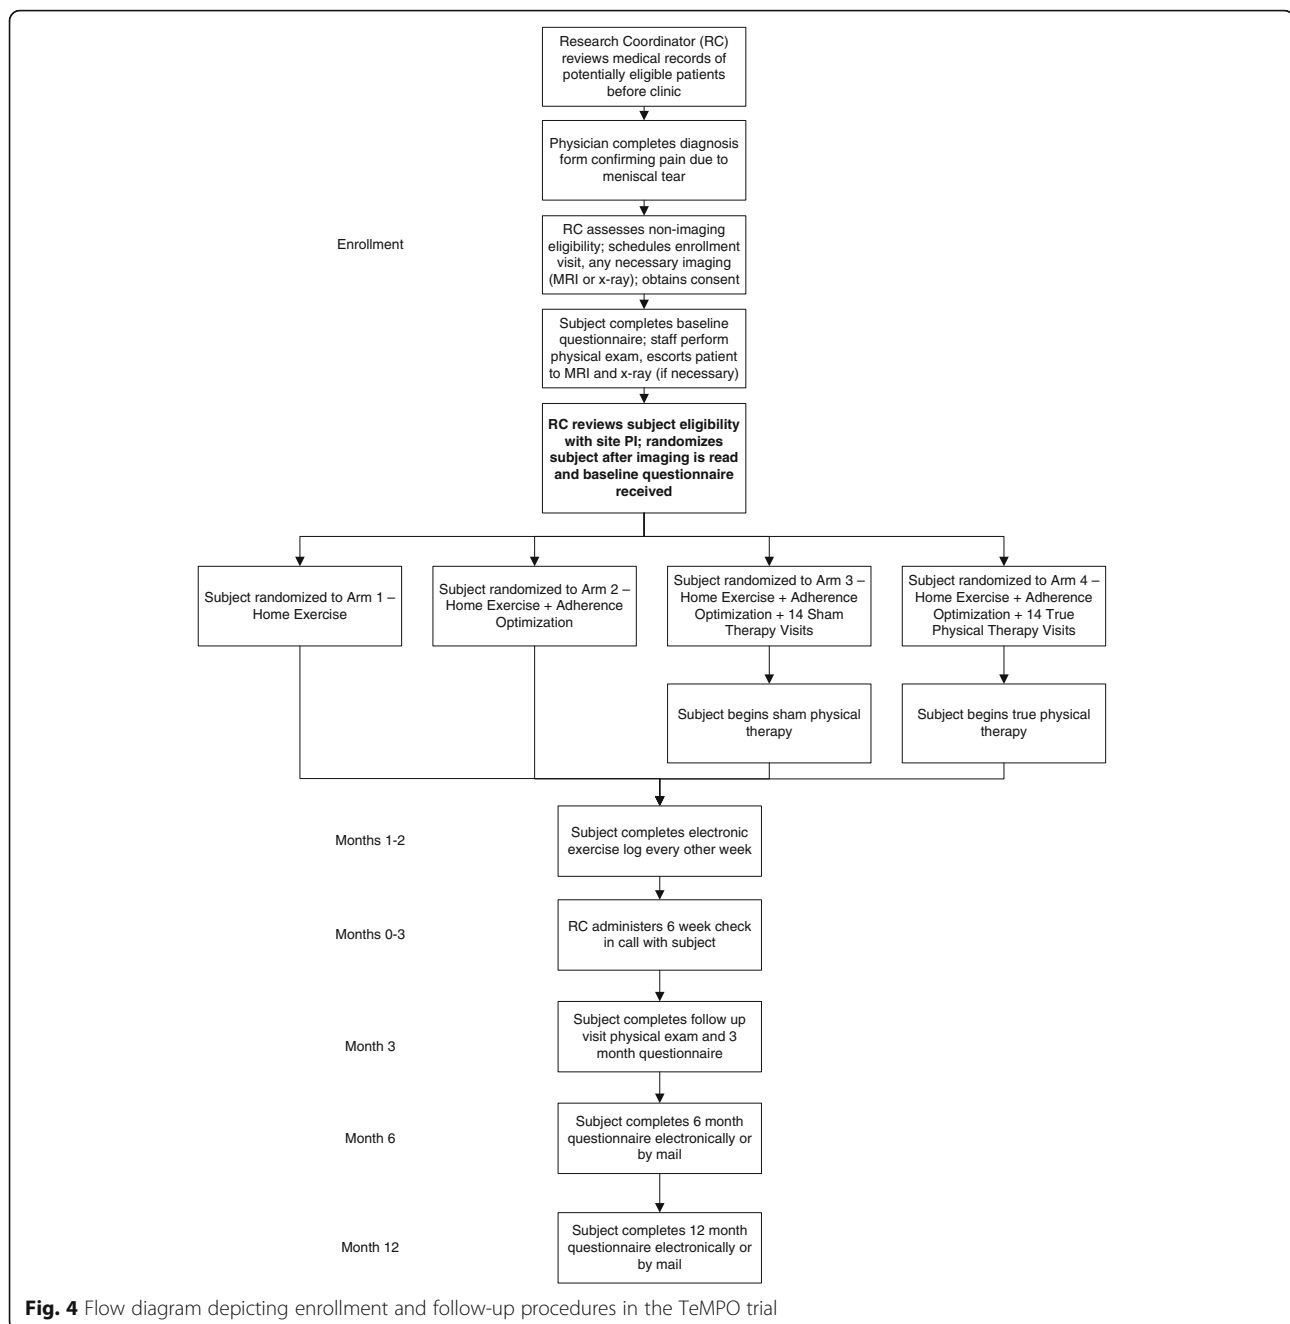 Research Coordinator (RC)
reviews medical records of
potentially eligible patients
before clinic
Physician completes diagnosis
form confirming pain due to
meniscal tear
Enrollment
RC assesses non-imaging
eligibility; schedules enrollment
visit, any necessary imaging
(MRI or x-ray); obtains consent
Subject completes baseline
questionnaire; staff perform
physical exam, escorts patient
to MRI and x-ray (if necessary)
RC reviews subject eligibility
with site PI; randomizes
subject after imaging is read
and baseline questionnaire
received
Subject randomized to Arm 1 –
Home Exercise
Subject randomized to Arm 2 –
Home Exercise + Adherence
Optimization
Subject randomized to Arm 3 –
Home Exercise + Adherence
Optimization + 14 Sham
Therapy Visits
Subject randomized to Arm 4 –
Home Exercise + Adherence
Optimization + 14 True
Physical Therapy Visits
Subject begins sham physical
therapy
Subject begins true physical
therapy
Months 1-2
Subject completes electronic
exercise log every other week
Months 0-3
RC administers 6 week check
in call with subject
Month 3
Subject completes follow up
visit physical exam and 3
month questionnaire
Month 6
Subject completes 6 month
questionnaire electronically or
by mail
Month 12
Subject completes 12 month
questionnaire electronically or
by mail
Fig. 4 Flow diagram depicting enrollment and follow-up procedures in the TeMPO trial